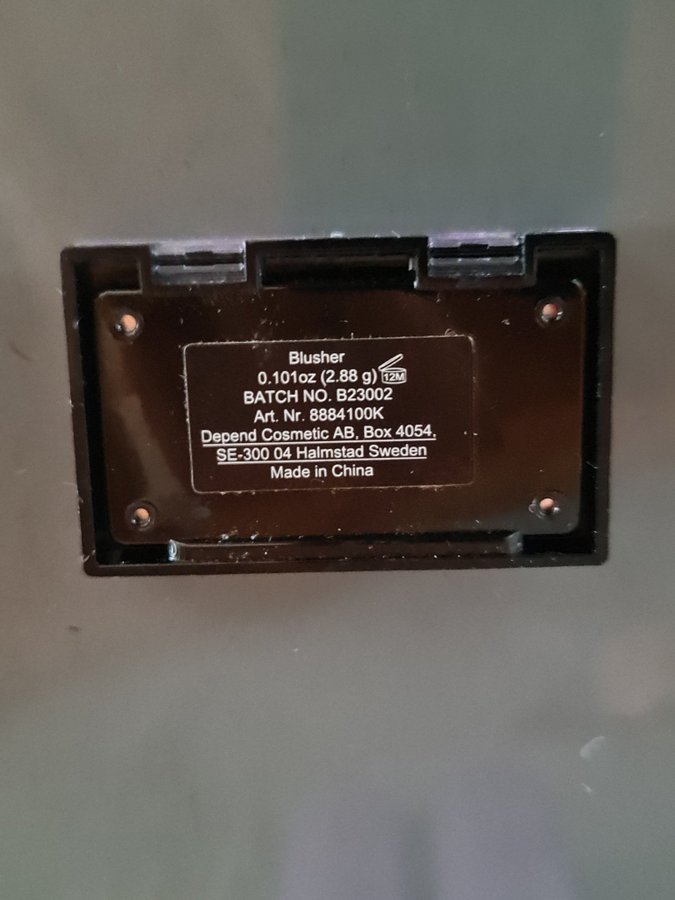 Blusher
0.101oz (2.88 g) 12M
BATCH NO. B23002
Art. Nr. 8884100K
Depend Cosmetic AB, Box 4054,
SE-300 04 Halmstad Sweden
Made in China